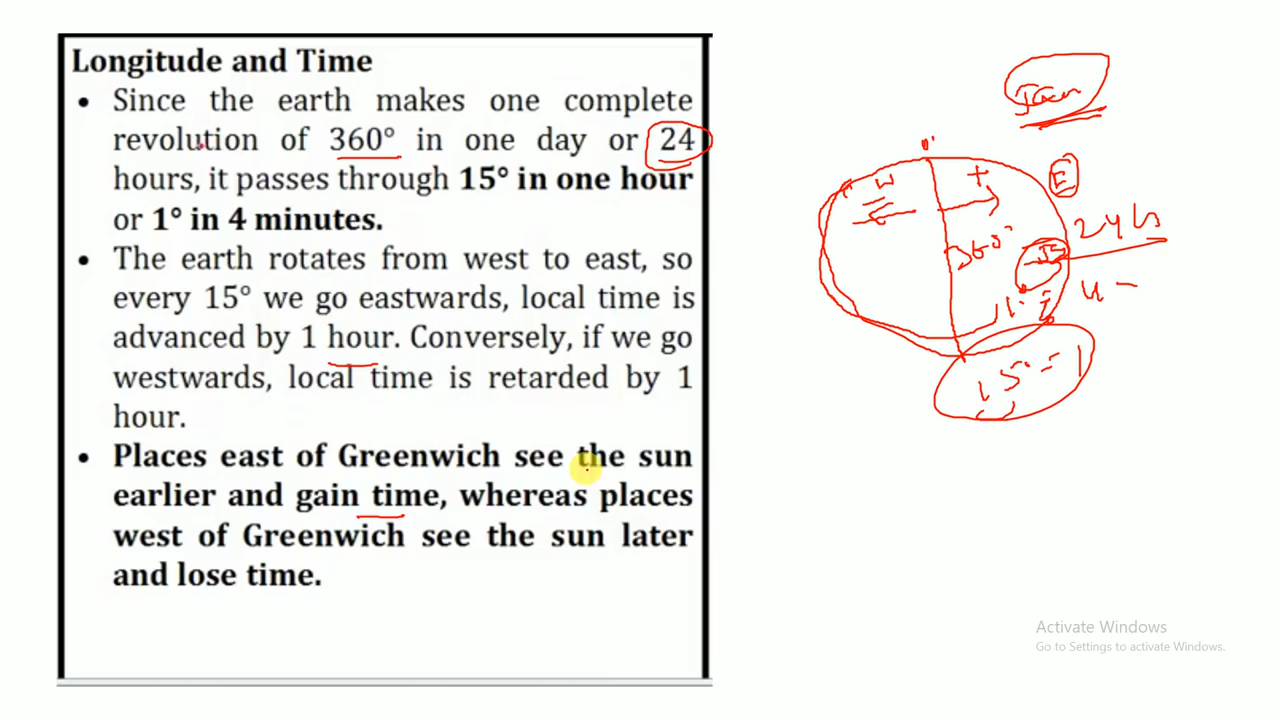 Longitude and Time
• Since the earth makes one complete
revolution of 360° in one day or 24
hours, it passes through 15° in one hour
or 1° in 4 minutes.
• The earth rotates from west to east, so
every 15° we go eastwards, local time is
advanced by 1 hour. Conversely, if we go
westwards, local time is retarded by 1
hour.
• Places east of Greenwich see the sun
earlier and gain time, whereas places
west of Greenwich see the sun later
and lose time.
0°
W
+
E
360°
15° = 1
Activate Windows
Go to Settings to activate Windows.